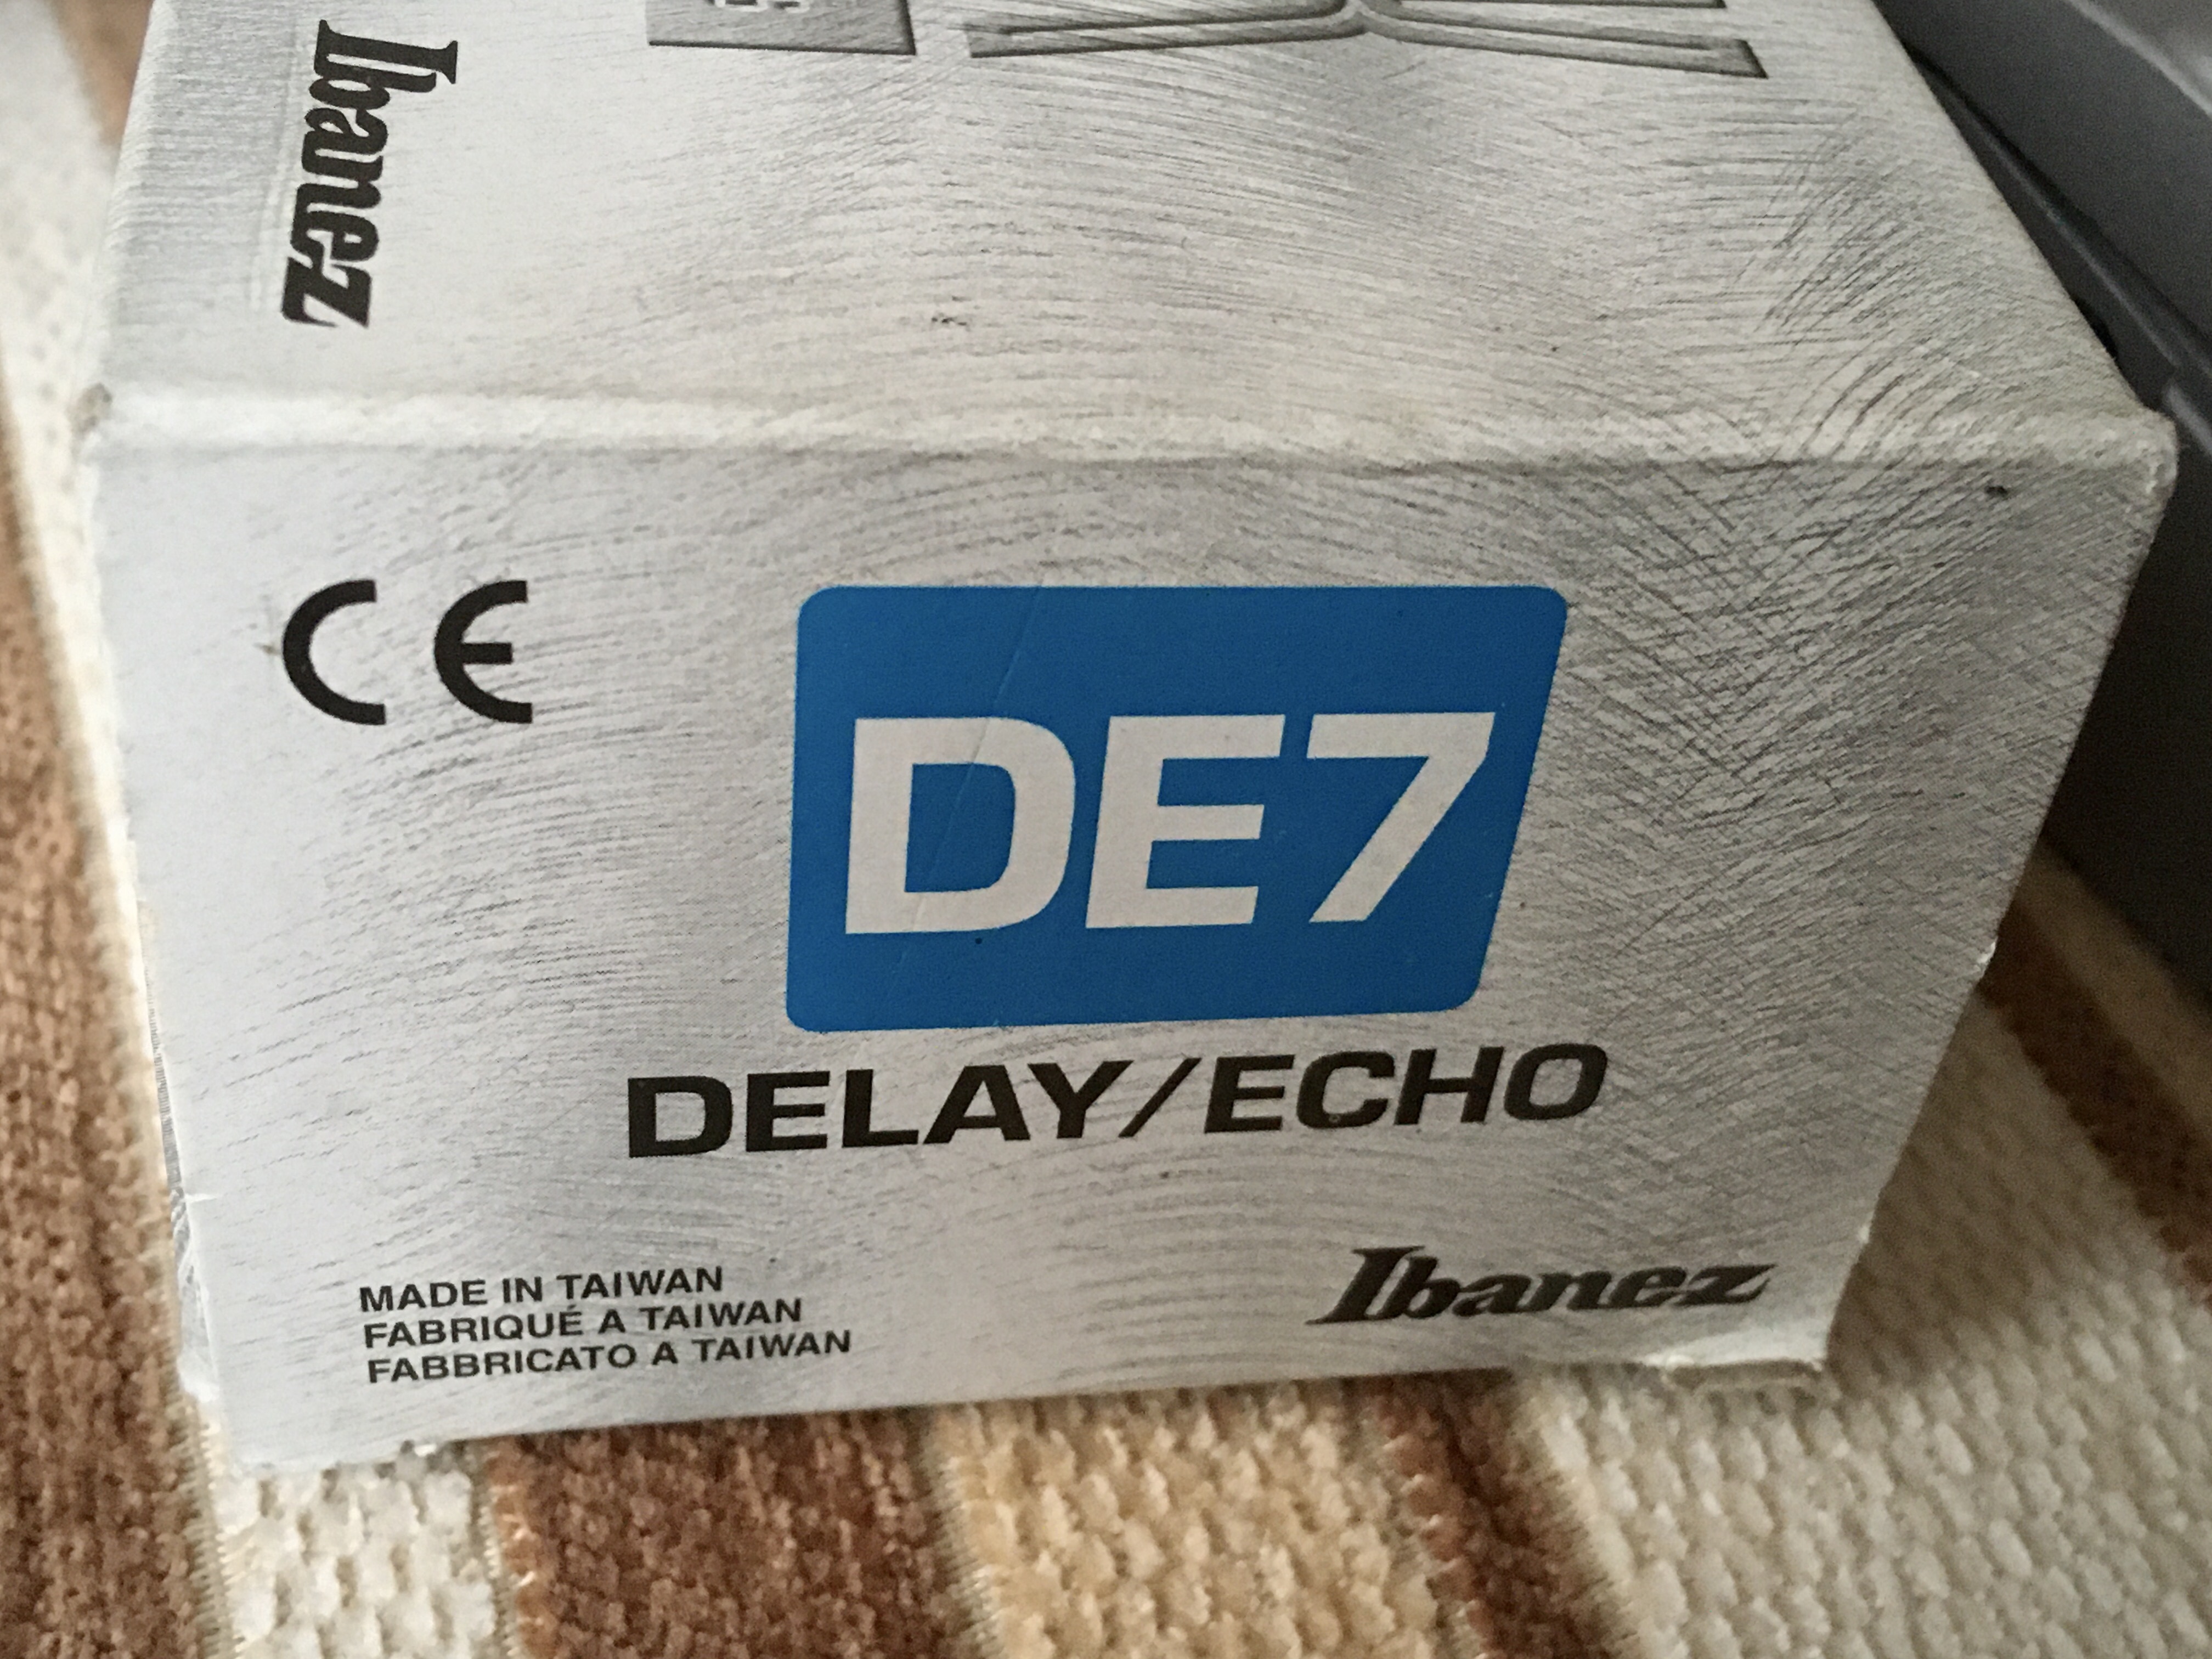 Ibanez
CE
DE7
DELAY/ECHO
MADE IN TAIWAN
FABRIQUÉ A TAIWAN
FABBRICATO A TAIWAN
Ibanez